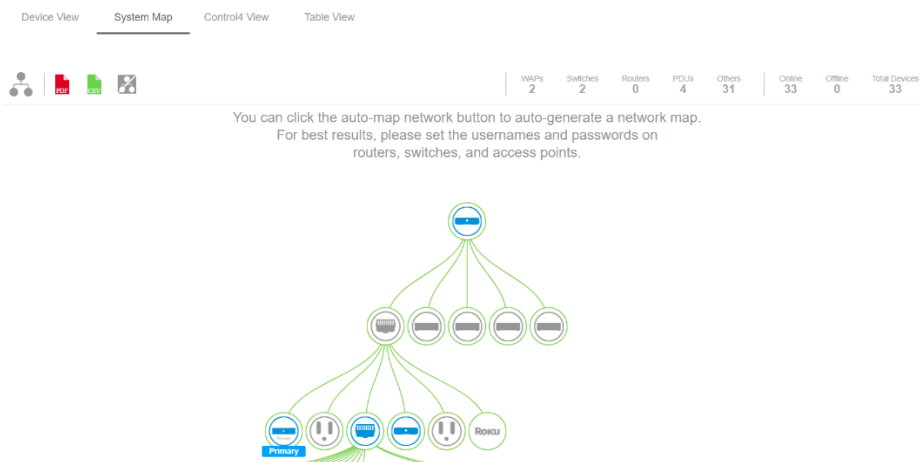 Device View System Map Control4 View Table View
PDF CSV WAPs Switches Routers PDUs Others Online Offline Total Devices
2 2 0 4 31 33 0 33
You can click the auto-map network button to auto-generate a network map.
For best results, please set the usernames and passwords on
routers, switches, and access points.
Primary ROKU
Primary